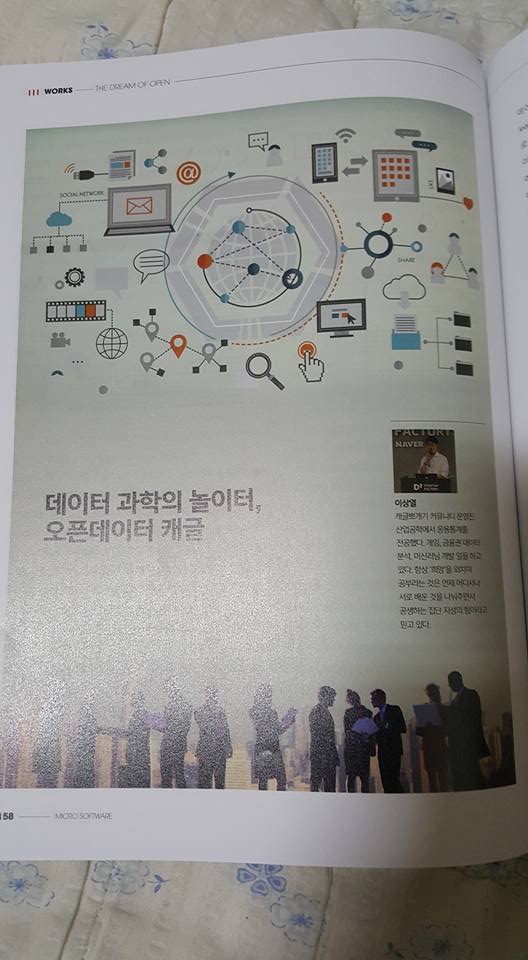 WORKS THE DREAM OF OPEN
SOCIAL NETWORK
@
SHARE
데이터 과학의 놀이터,
오픈데이터 캐글
FACTORY
NAVER
D2 STARTUP
FACTORY
이상열
캐글뽀개기 커뮤니티 운영진
산업공학에서 응용통계를
전공했다. 게임, 금융권 데이터
분석, 머신러닝 개발 일을 하고
있다. 항상 '희망'을 외치며
공부라는 것은 언제 어디서나
서로 배운 것을 나눠주면서
공생하는 집단 지성의 힘이라고
믿고 있다.
158 MICRO SOFTWARE